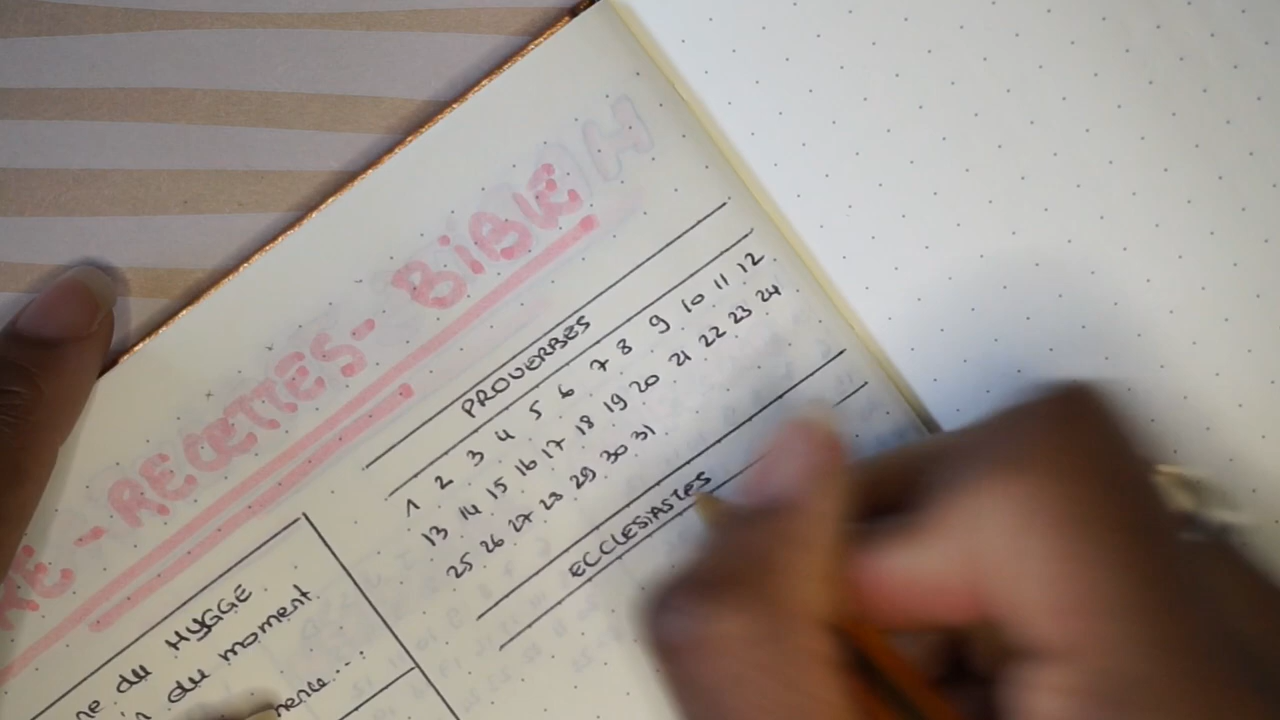 RECETTES - BIBLE
PROVERBES
1 2 3 4 5 6 7 8 9 10 11 12
13 14 15 16 17 18 19 20 21 22 23 24
25 26 27 28 29 30 31
ECCLESIASTES
du HYGGE
du moment